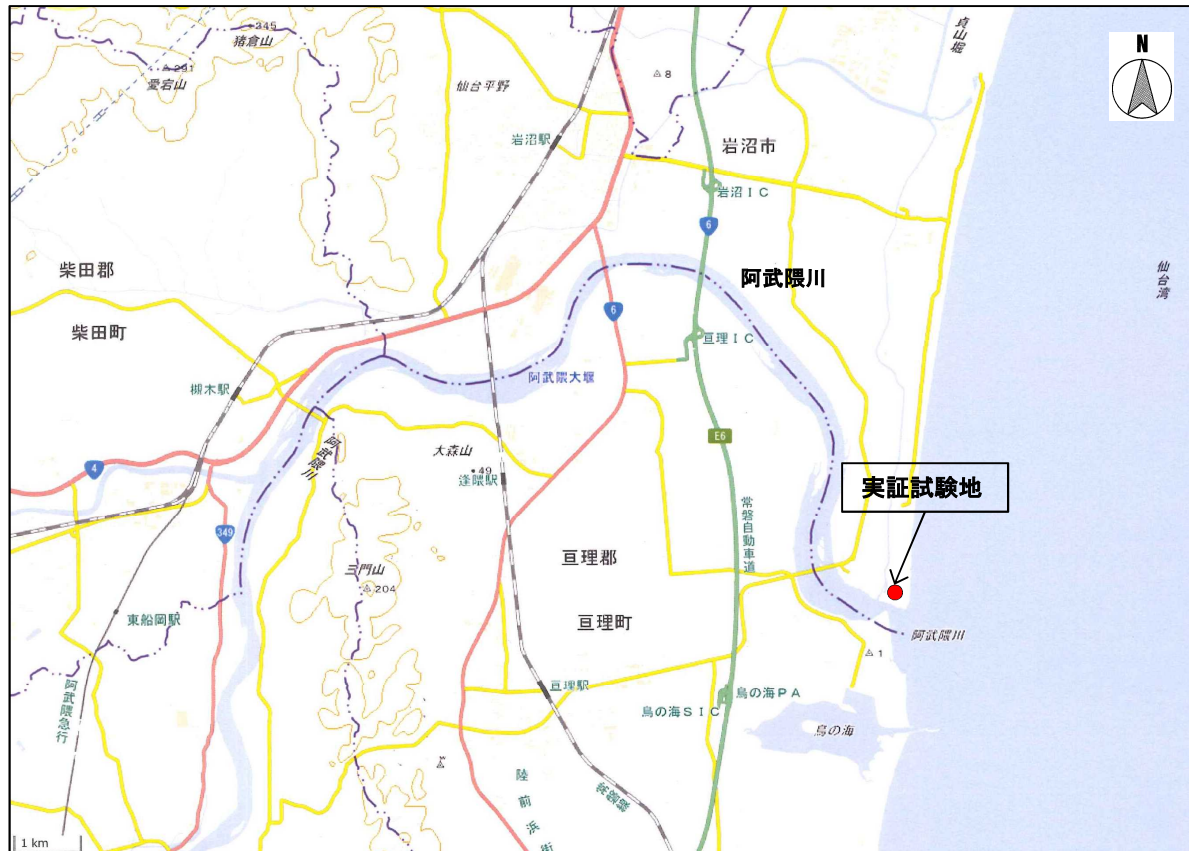 345
猪倉山
291
愛宕山
仙台平野
8
貞山堀
N
岩沼駅
岩沼市
岩沼IC
6
柴田郡
阿武隈川
仙台湾
柴田町
6
亘理IC
槻木駅
阿武隈大堰
E6
阿武隈川
大森山
49
逢隈駅
4
実証試験地
349
常磐自動車道
亘理郡
三門山
204
東船岡駅
亘理町
阿武隈川
1
阿武隈急行
亘理駅
鳥の海PA
鳥の海SIC
鳥の海
陸前浜街
常磐線
1 km